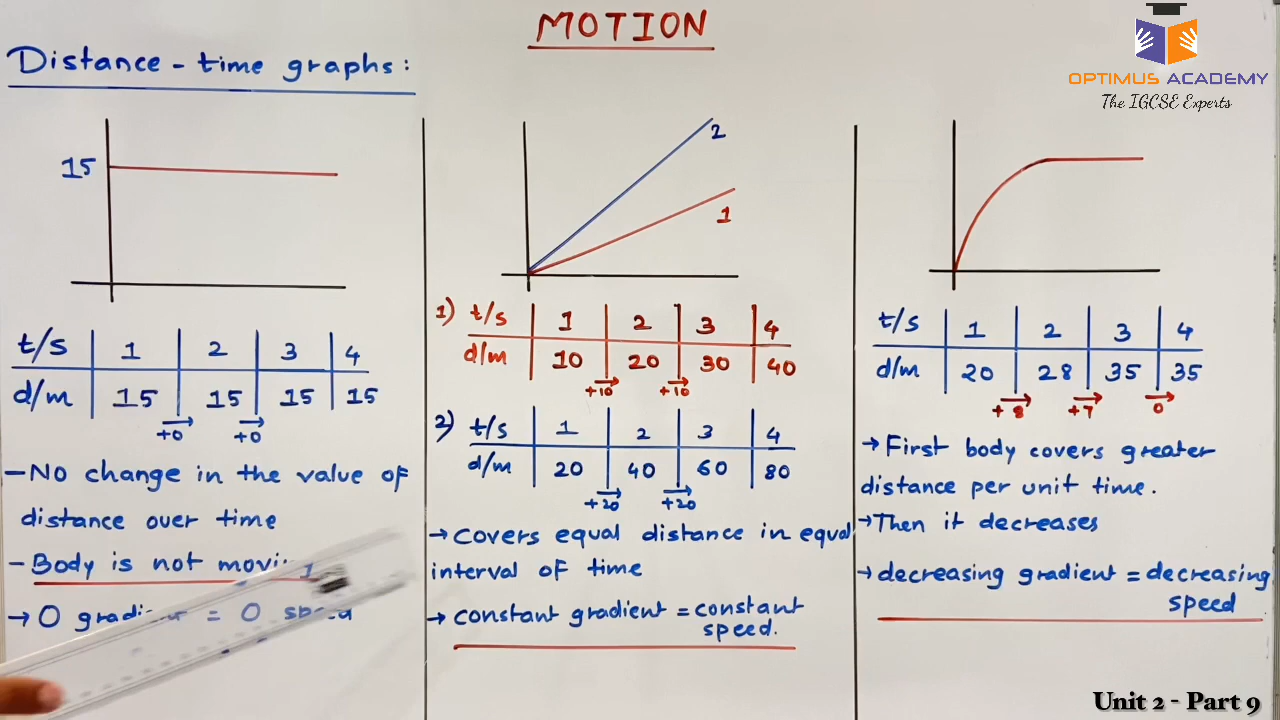 MOTION
OPTIMUS ACADEMY
The IGCSE Experts
Distance - time graphs:
15
t/s 1 2 3 4
d/m 15 15 15 15
+0 +0
-No change in the value of
distance over time
-Body is not movi
→ 0 gradient = 0 speed
2
1
1) t/s 1 2 3 4
d/m 10 20 30 40
+10 +10
2) t/s 1 2 3 4
d/m 20 40 60 80
+20 +20
→ covers equal distance in equal
interval of time
→ constant gradient = constant
speed.
t/s 1 2 3 4
d/m 20 28 35 35
+8 +7 0
→ First body covers greater
distance per unit time.
→ Then it decreases
→ decreasing gradient = decreasing
speed
Unit 2 - Part 9